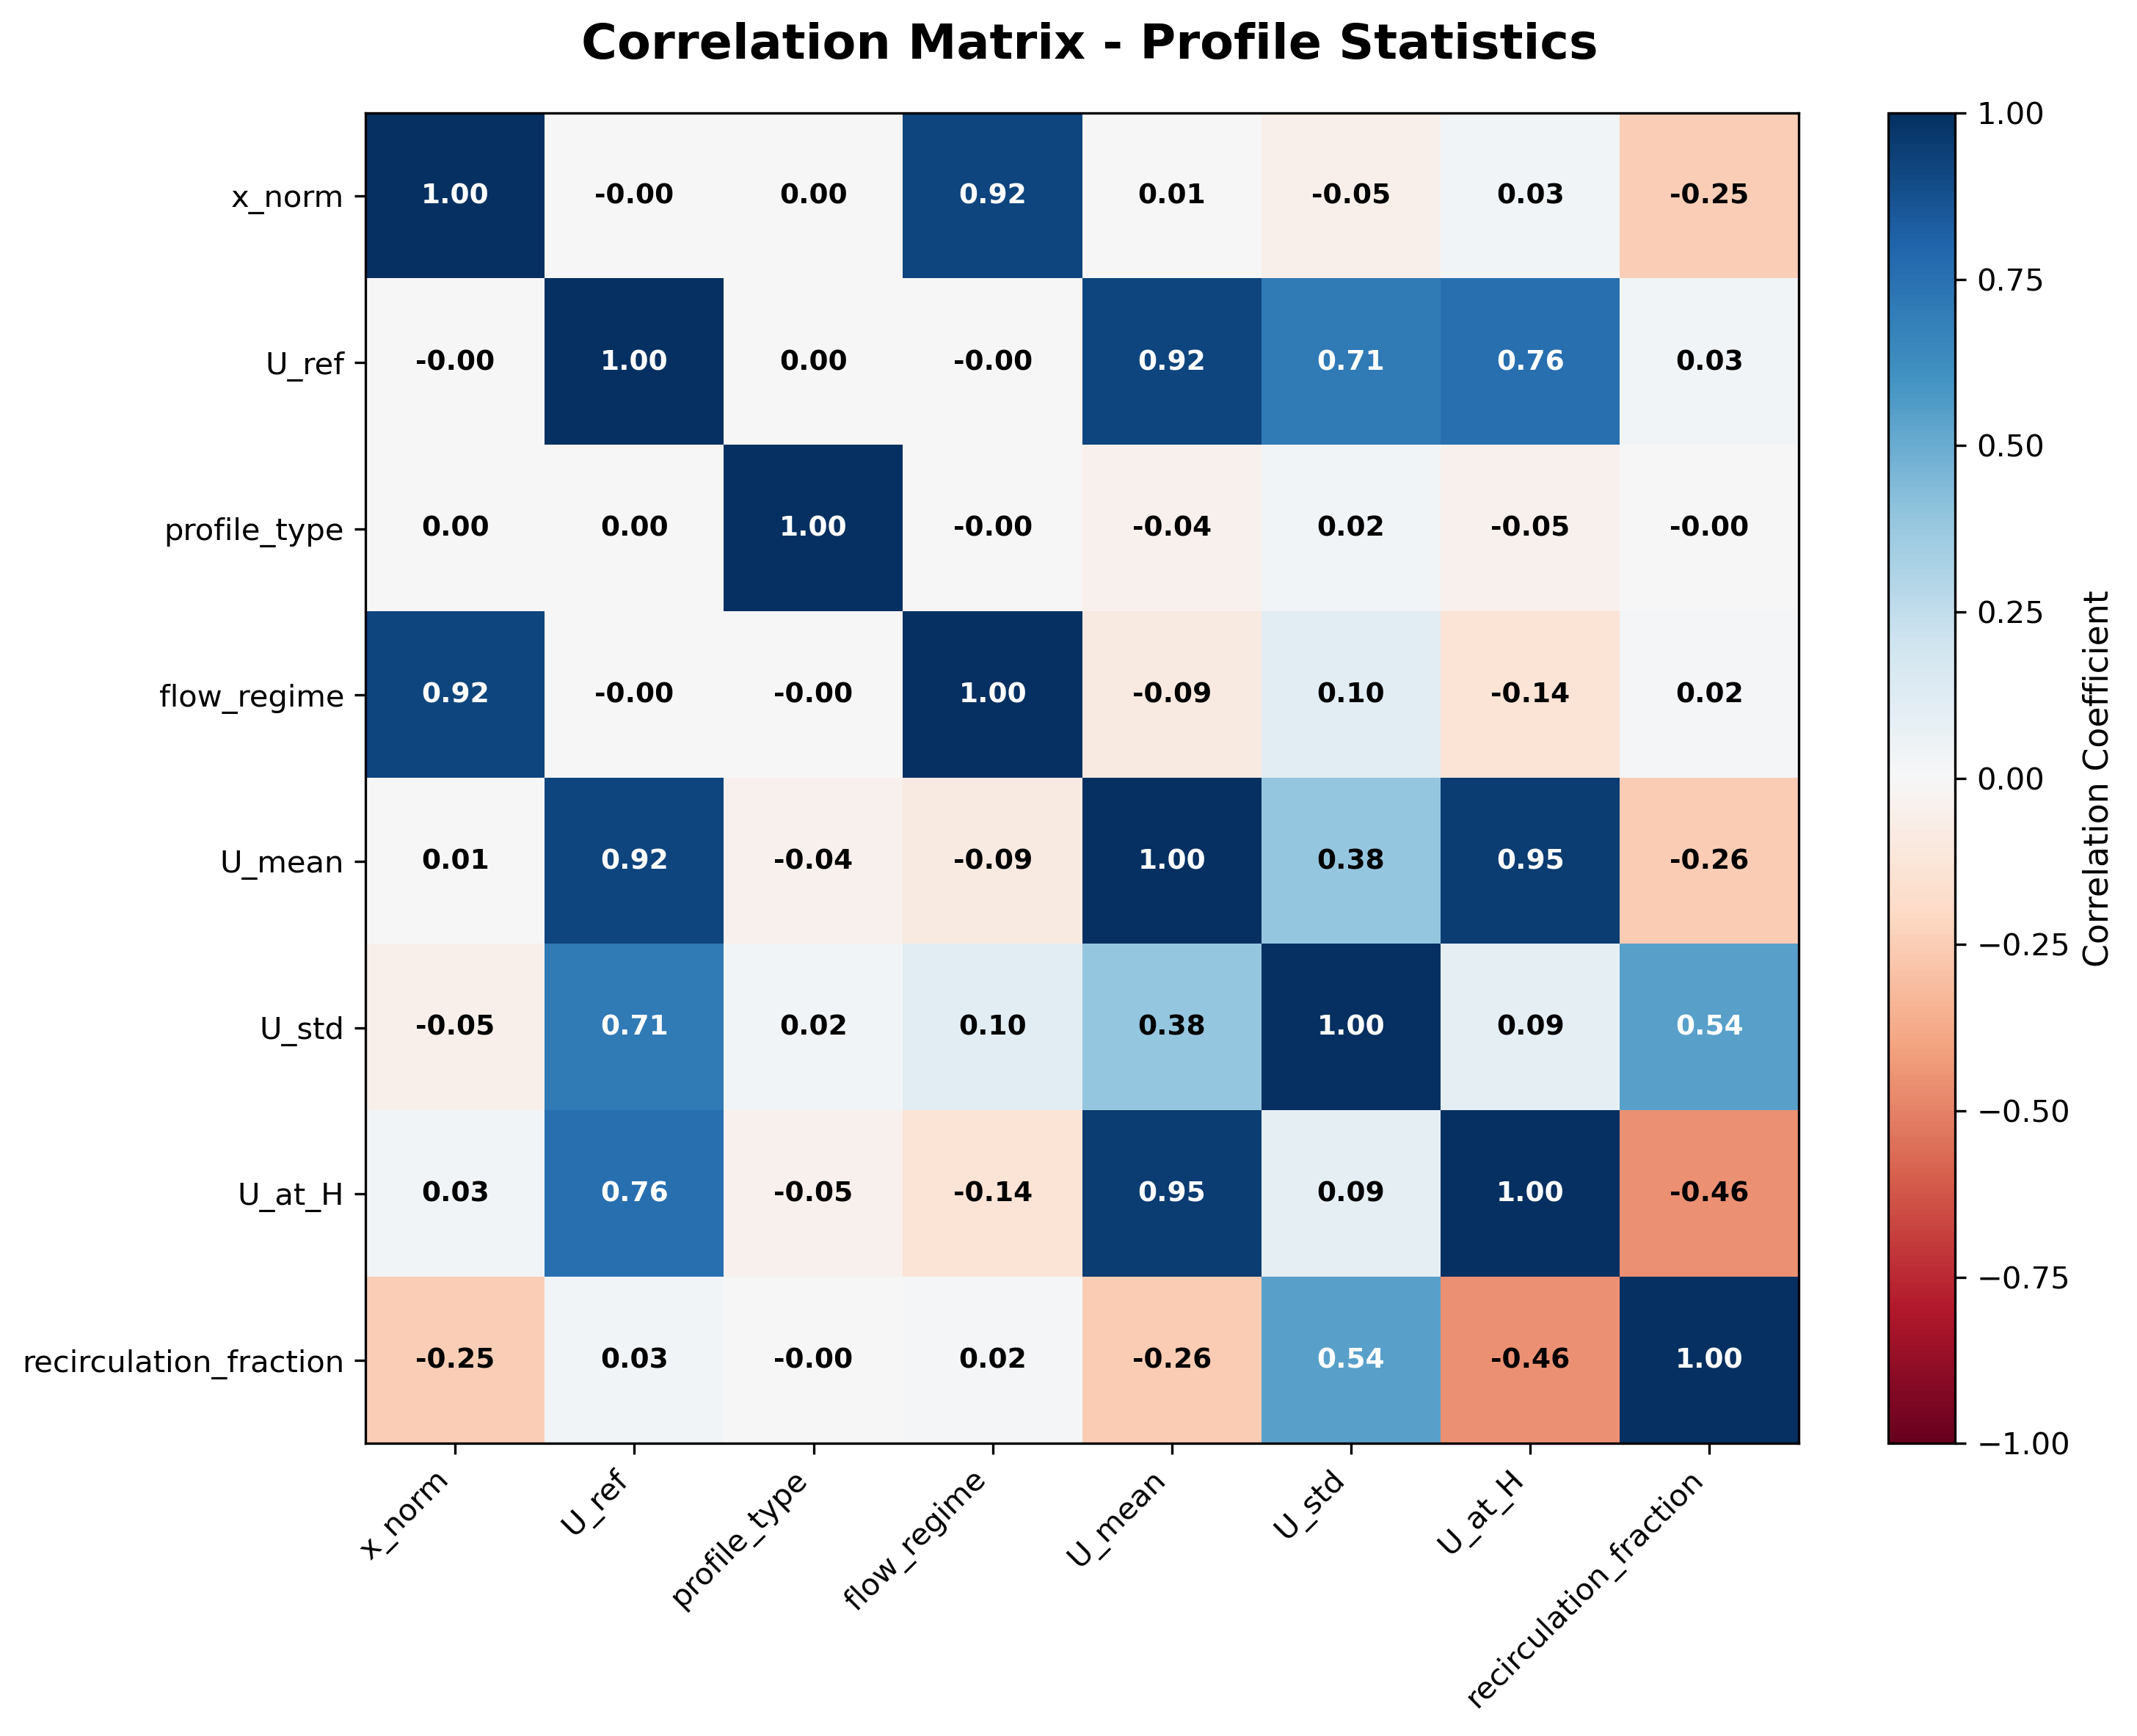 Correlation Matrix - Profile Statistics
x_norm 1.00 -0.00 0.00 0.92 0.01 -0.05 0.03 -0.25
U_ref -0.00 1.00 0.00 -0.00 0.92 0.71 0.76 0.03
profile_type 0.00 0.00 1.00 -0.00 -0.04 0.02 -0.05 -0.00
flow_regime 0.92 -0.00 -0.00 1.00 -0.09 0.10 -0.14 0.02
U_mean 0.01 0.92 -0.04 -0.09 1.00 0.38 0.95 -0.26
U_std -0.05 0.71 0.02 0.10 0.38 1.00 0.09 0.54
U_at_H 0.03 0.76 -0.05 -0.14 0.95 0.09 1.00 -0.46
recirculation_fraction -0.25 0.03 -0.00 0.02 -0.26 0.54 -0.46 1.00
x_norm
U_ref
profile_type
flow_regime
U_mean
U_std
U_at_H
recirculation_fraction
1.00
0.75
0.50
0.25
0.00
−0.25
−0.50
−0.75
−1.00
Correlation Coefficient